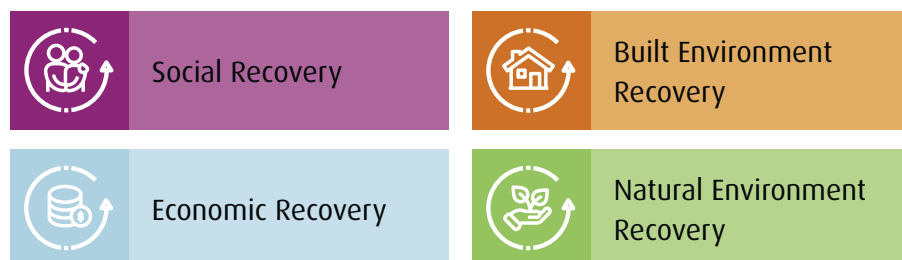 Social Recovery
Built Environment
Recovery
Economic Recovery
Natural Environment
Recovery